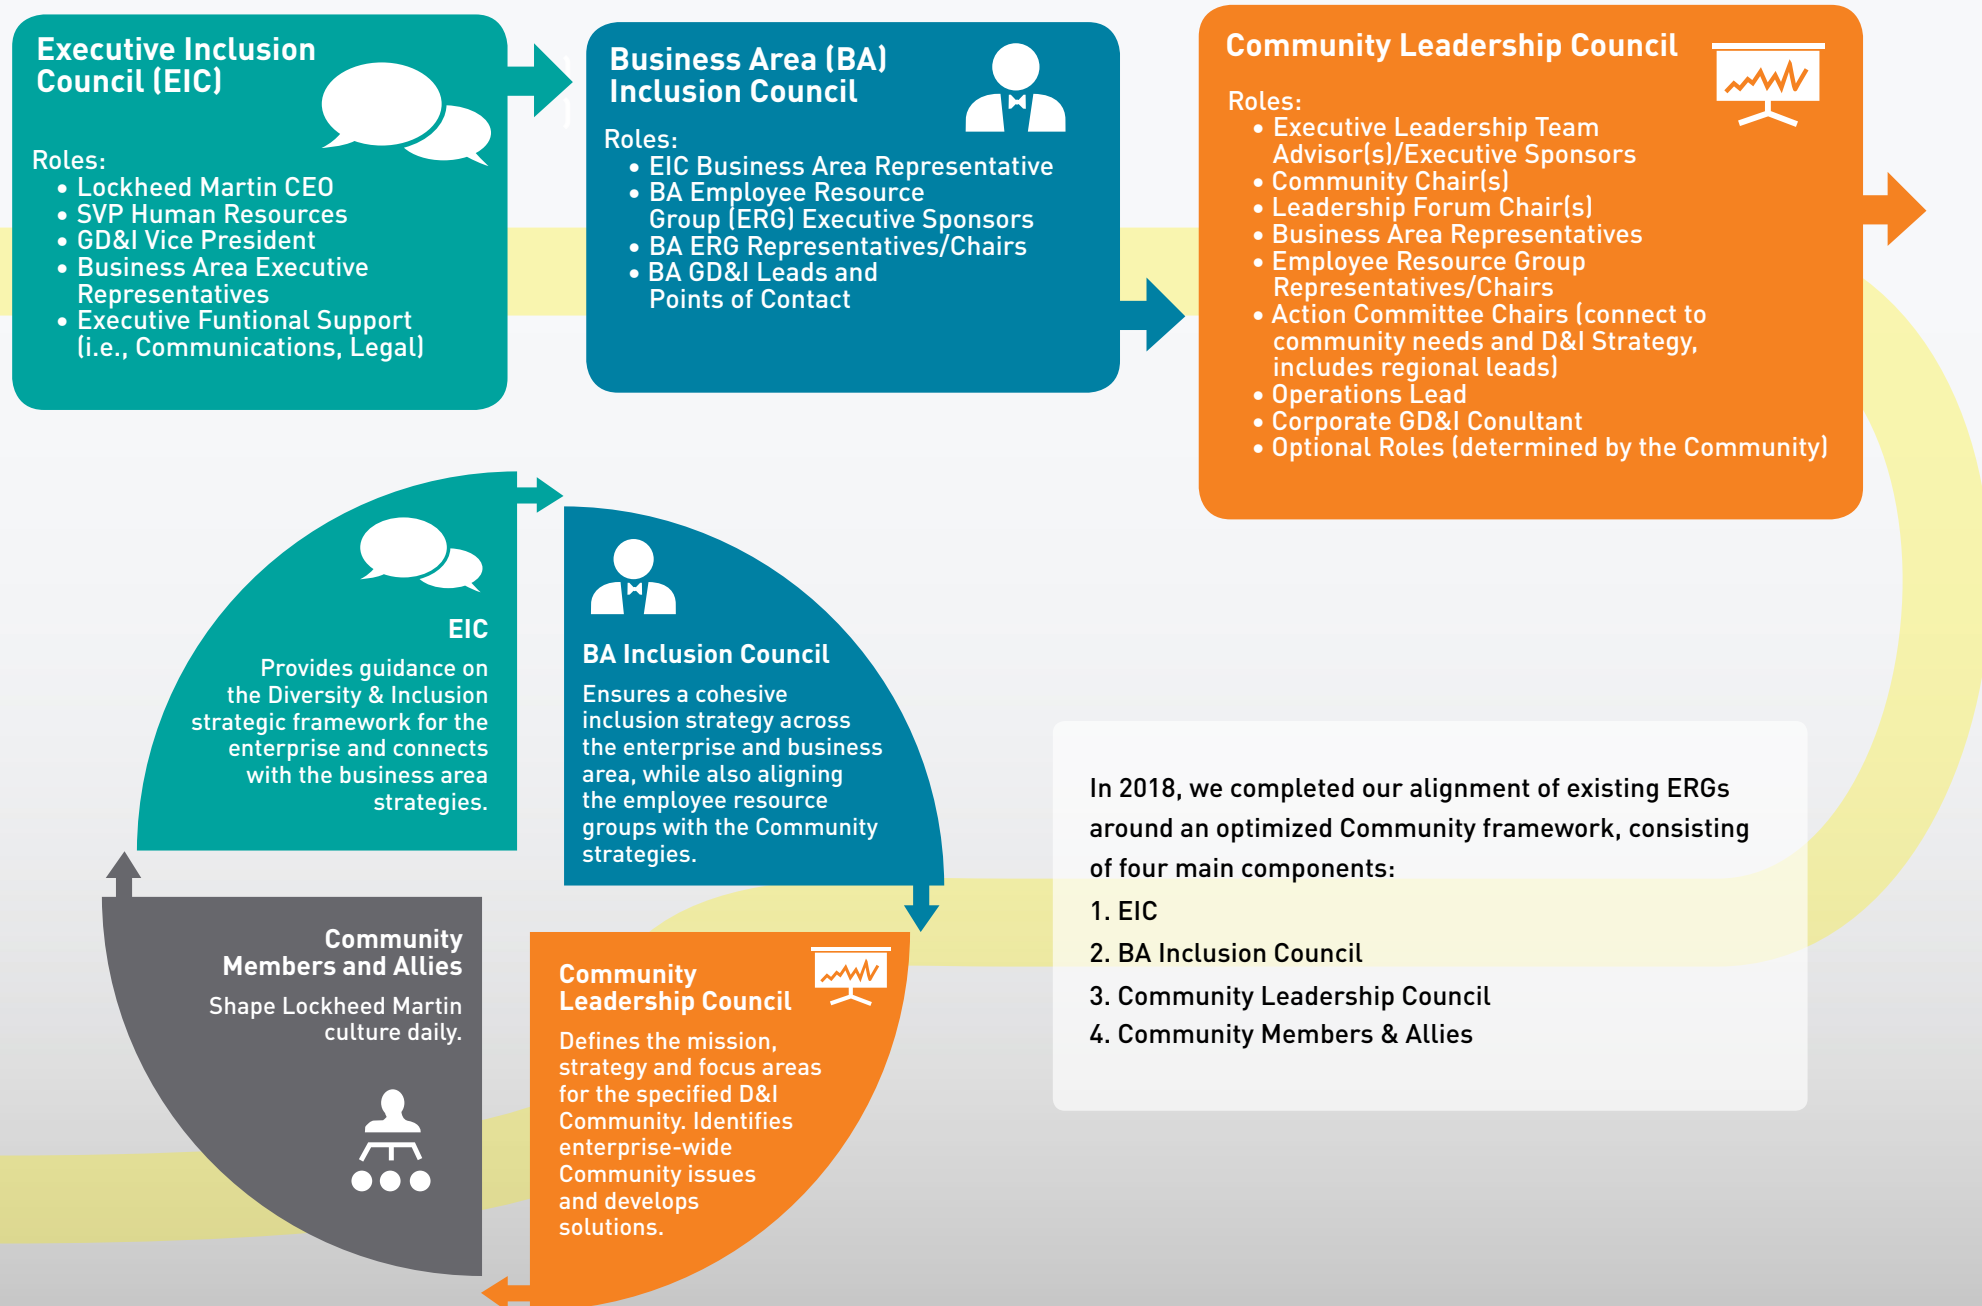 Executive Inclusion
Council (EIC)
Roles:
• Lockheed Martin CEO
• SVP Human Resources
• GD&I Vice President
• Business Area Executive
Representatives
• Executive Funtional Support
(i.e., Communications, Legal)
Business Area (BA)
Inclusion Council
Roles:
• EIC Business Area Representative
• BA Employee Resource
Group (ERG) Executive Sponsors
• BA ERG Representatives/Chairs
• BA GD&I Leads and
Points of Contact
Community Leadership Council
Roles:
• Executive Leadership Team
Advisor(s)/Executive Sponsors
• Community Chair(s)
• Leadership Forum Chair(s)
• Business Area Representatives
• Employee Resource Group
Representatives/Chairs
• Action Committee Chairs (connect to
community needs and D&I Strategy,
includes regional leads)
• Operations Lead
• Corporate GD&I Conultant
• Optional Roles (determined by the Community)
EIC
Provides guidance on
the Diversity & Inclusion
strategic framework for the
enterprise and connects
with the business area
strategies.
BA Inclusion Council
Ensures a cohesive
inclusion strategy across
the enterprise and business
area, while also aligning
the employee resource
groups with the Community
strategies.
Community
Members and Allies
Shape Lockheed Martin
culture daily.
Community
Leadership Council
Defines the mission,
strategy and focus areas
for the specified D&I
Community. Identifies
enterprise-wide
Community issues
and develops
solutions.
In 2018, we completed our alignment of existing ERGs
around an optimized Community framework, consisting
of four main components:
1. EIC
2. BA Inclusion Council
3. Community Leadership Council
4. Community Members & Allies